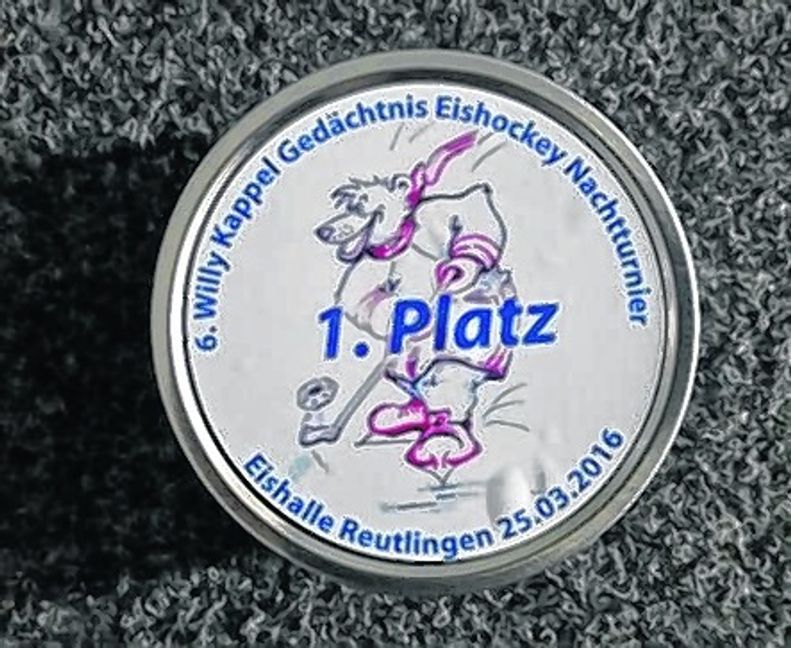 6. Willy Kappel Gedächtnis Eishockey Nachtturnier
1. Platz
Eishalle Reutlingen 25.03.2016